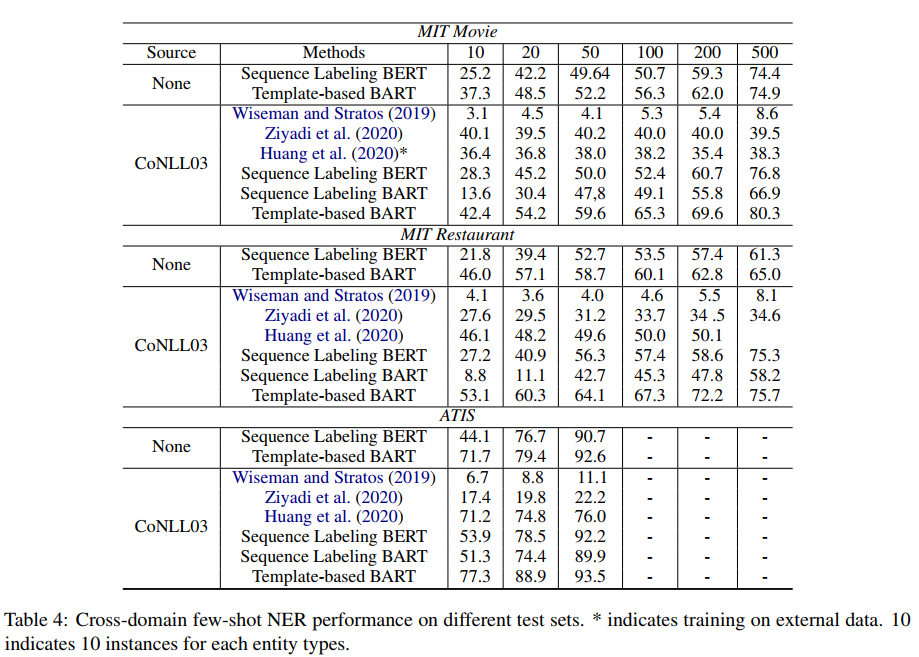 MIT Movie
Source Methods 10 20 50 100 200 500
None
Sequence Labeling BERT 25.2 42.2 49.64 50.7 59.3 74.4
Template-based BART 37.3 48.5 52.2 56.3 62.0 74.9
CoNLL03
Wiseman and Stratos (2019) 3.1 4.5 4.1 5.3 5.4 8.6
Ziyadi et al. (2020) 40.1 39.5 40.2 40.0 40.0 39.5
Huang et al. (2020)* 36.4 36.8 38.0 38.2 35.4 38.3
Sequence Labeling BERT 28.3 45.2 50.0 52.4 60.7 76.8
Sequence Labeling BART 13.6 30.4 47,8 49.1 55.8 66.9
Template-based BART 42.4 54.2 59.6 65.3 69.6 80.3
MIT Restaurant
None
Sequence Labeling BERT 21.8 39.4 52.7 53.5 57.4 61.3
Template-based BART 46.0 57.1 58.7 60.1 62.8 65.0
CoNLL03
Wiseman and Stratos (2019) 4.1 3.6 4.0 4.6 5.5 8.1
Ziyadi et al. (2020) 27.6 29.5 31.2 33.7 34 .5 34.6
Huang et al. (2020) 46.1 48.2 49.6 50.0 50.1
Sequence Labeling BERT 27.2 40.9 56.3 57.4 58.6 75.3
Sequence Labeling BART 8.8 11.1 42.7 45.3 47.8 58.2
Template-based BART 53.1 60.3 64.1 67.3 72.2 75.7
ATIS
None
Sequence Labeling BERT 44.1 76.7 90.7 - - -
Template-based BART 71.7 79.4 92.6 - - -
CoNLL03
Wiseman and Stratos (2019) 6.7 8.8 11.1 - - -
Ziyadi et al. (2020) 17.4 19.8 22.2 - - -
Huang et al. (2020) 71.2 74.8 76.0 - - -
Sequence Labeling BERT 53.9 78.5 92.2 - - -
Sequence Labeling BART 51.3 74.4 89.9 - - -
Template-based BART 77.3 88.9 93.5 - - -
Table 4: Cross-domain few-shot NER performance on different test sets. * indicates training on external data. 10
indicates 10 instances for each entity types.